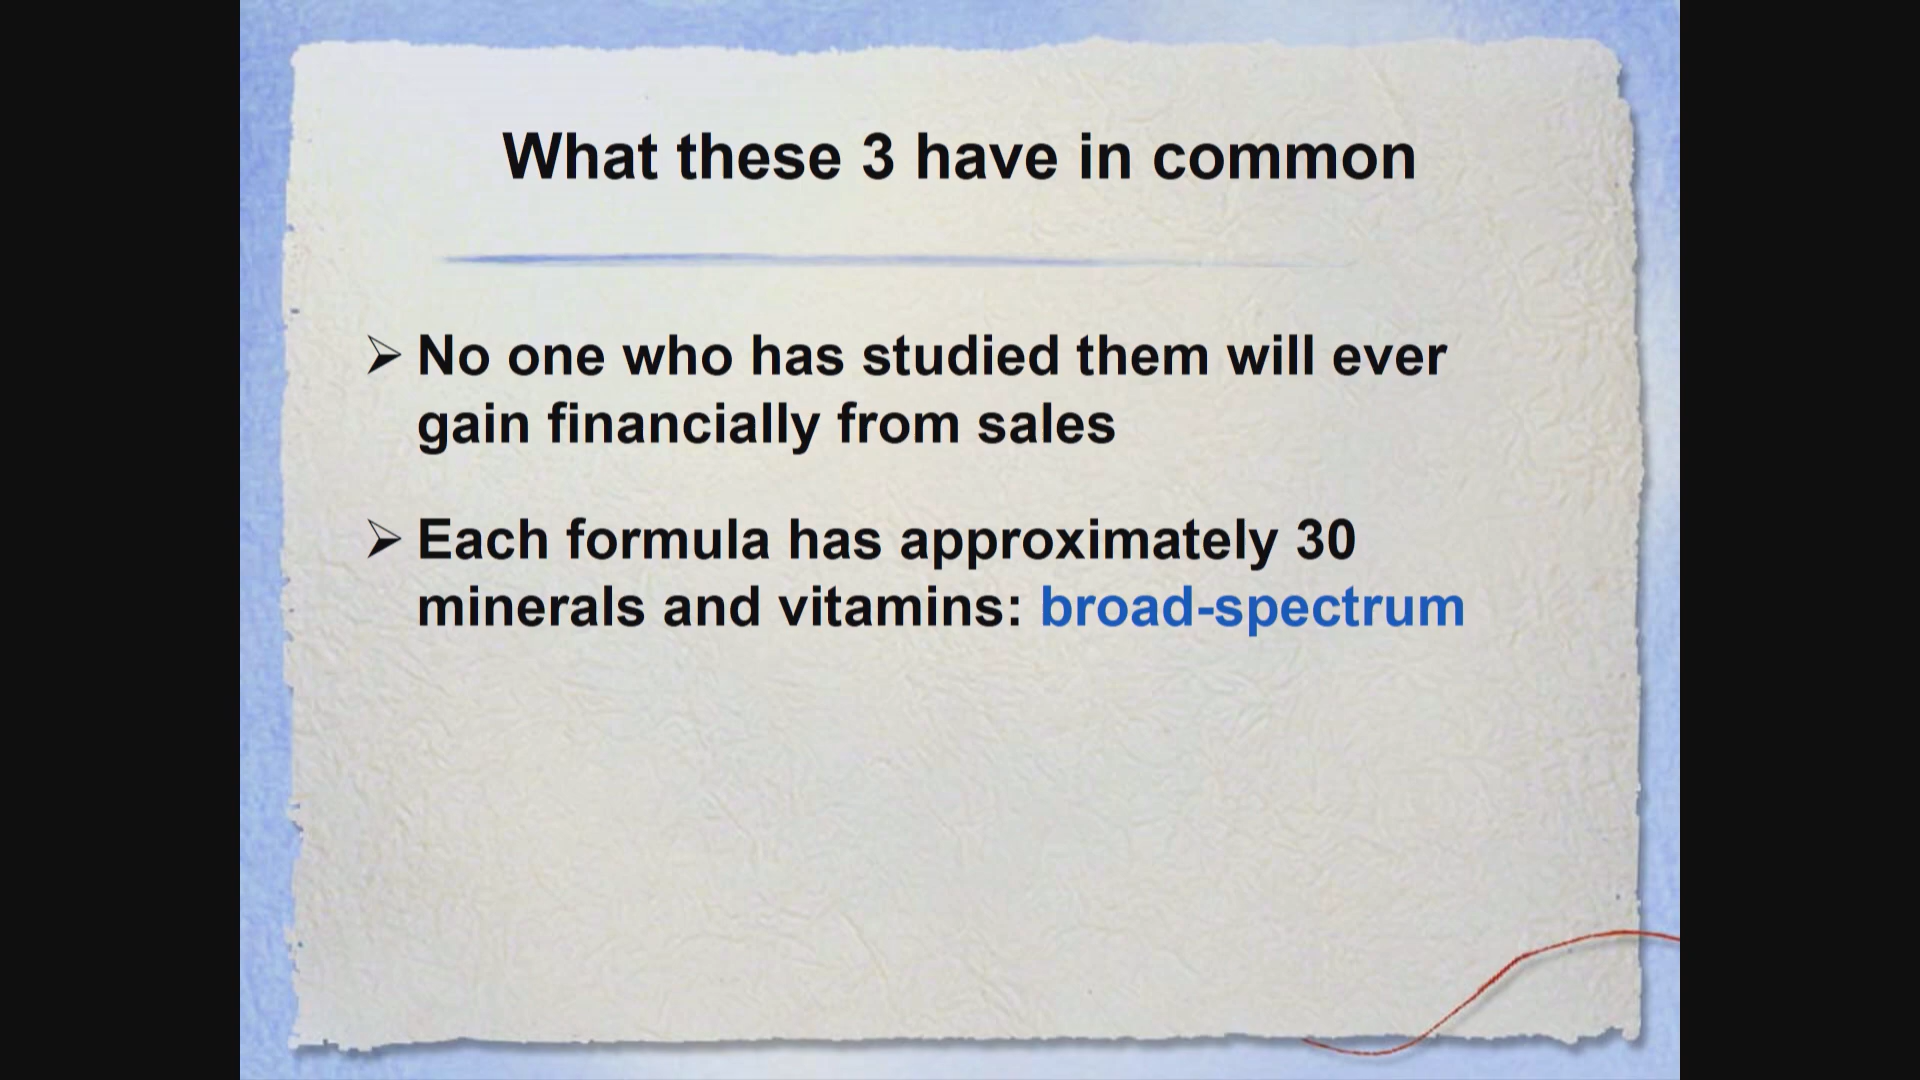 What these 3 have in common
➢ No one who has studied them will ever
gain financially from sales
➢ Each formula has approximately 30
minerals and vitamins: broad-spectrum